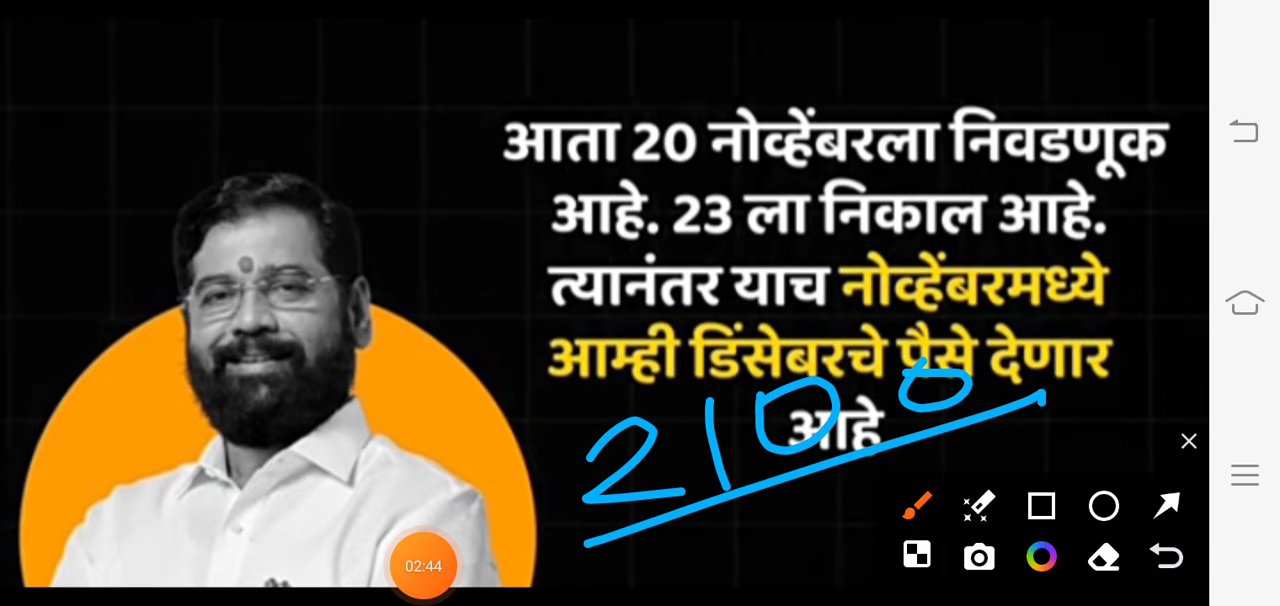 आता 20 नोव्हेंबरला निवडणूक
आहे. 23 ला निकाल आहे.
त्यानंतर याच नोव्हेंबरमध्ये
आम्ही डिंसेबरचे पैसे देणार
आहे
2100
02:44